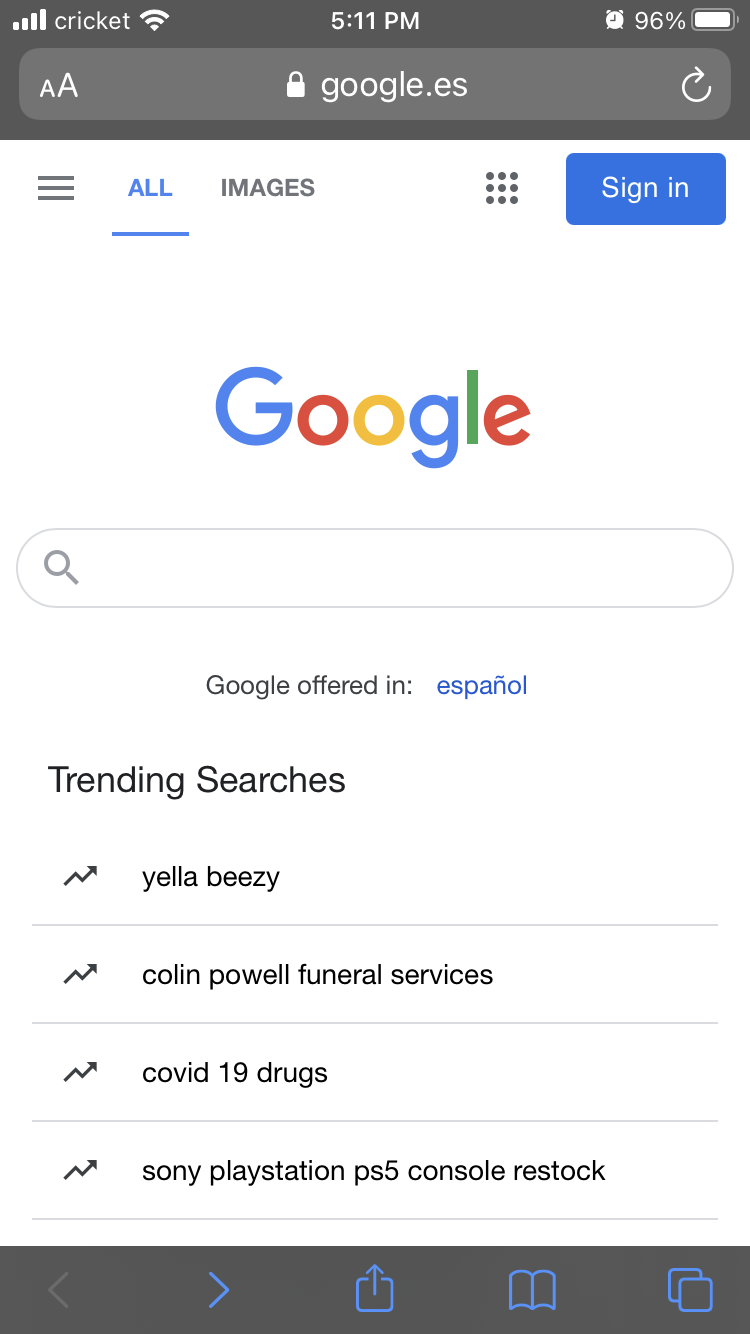 cricket 5:11 PM 96%
AA google.es
ALL IMAGES Sign in
Google
Google offered in: español
Trending Searches
yella beezy
colin powell funeral services
covid 19 drugs
sony playstation ps5 console restock